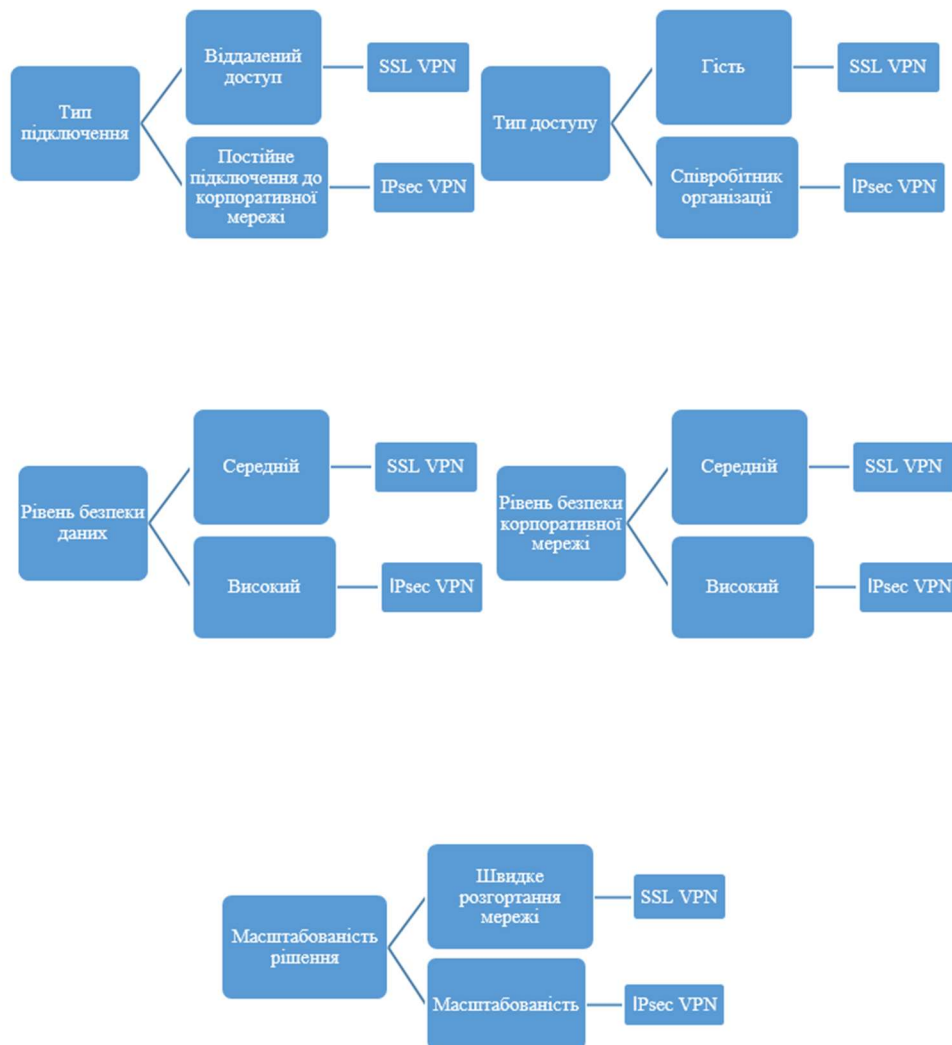 Віддалений
доступ
SSL VPN
Тип
підключення
Постійне
підключення до
корпоративної
мережі
IPsec VPN
Гість
SSL VPN
Тип доступу
Співробітник
організації
IPsec VPN
Середній
SSL VPN
Рівень безпеки
даних
Високий
IPsec VPN
Середній
SSL VPN
Рівень безпеки
корпоративної
мережі
Високий
IPsec VPN
Швидке
розгортання
мережі
SSL VPN
Масштабованість
рішення
Масштабованість
IPsec VPN